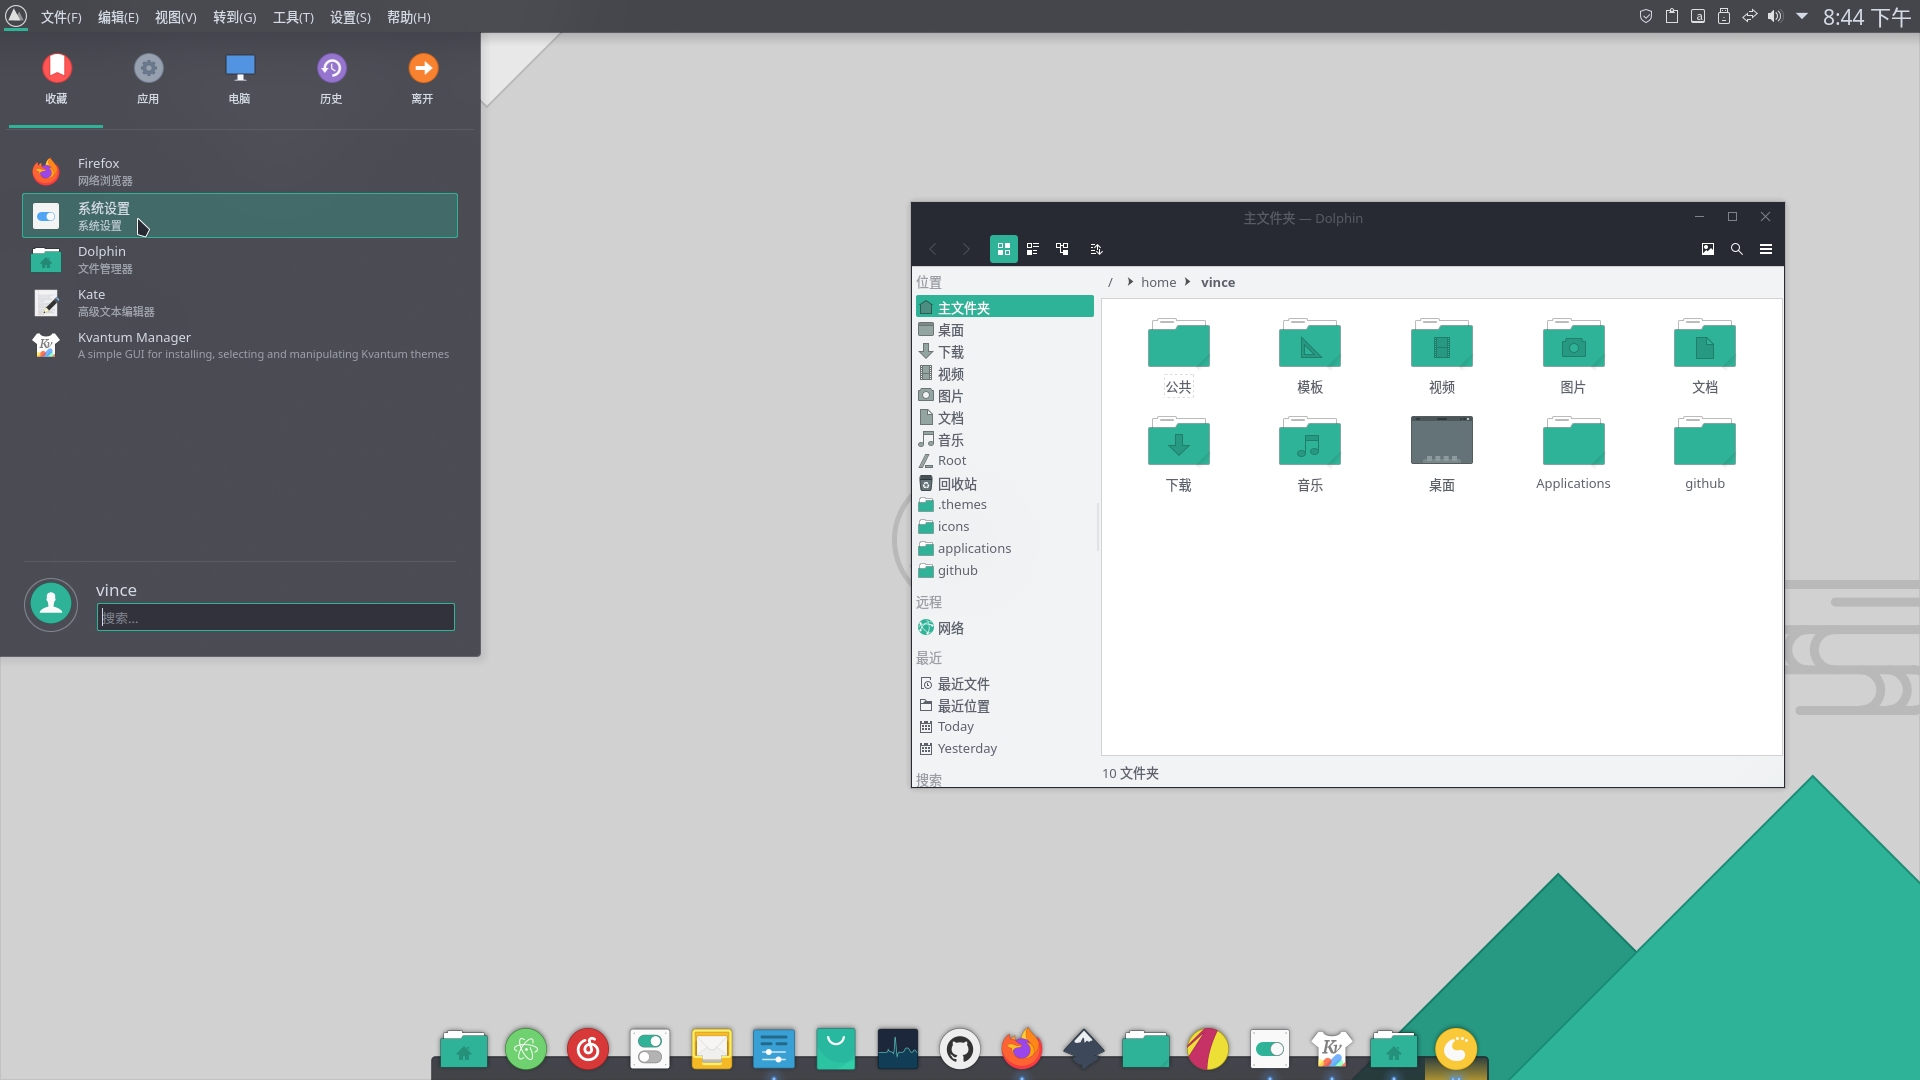 文件(F) 编辑(E) 视图(V) 转到(G) 工具(T) 设置(S) 帮助(H)
a
8:44 下午
收藏 应用 电脑 历史 离开
Firefox
网络浏览器
系统设置
系统设置
Dolphin
文件管理器
Kate
高级文本编辑器
Kv
Kvantum Manager
A simple GUI for installing, selecting and manipulating Kvantum themes
vince
搜索...
主文件夹 — Dolphin
位置
主文件夹
桌面
下载
视频
图片
文档
音乐
Root
回收站
.themes
icons
applications
github
远程
网络
最近
最近文件
最近位置
Today
Yesterday
搜索
/ home vince
公共 模板 视频 图片 文档
下载 音乐 桌面 Applications github
10 文件夹
Kv